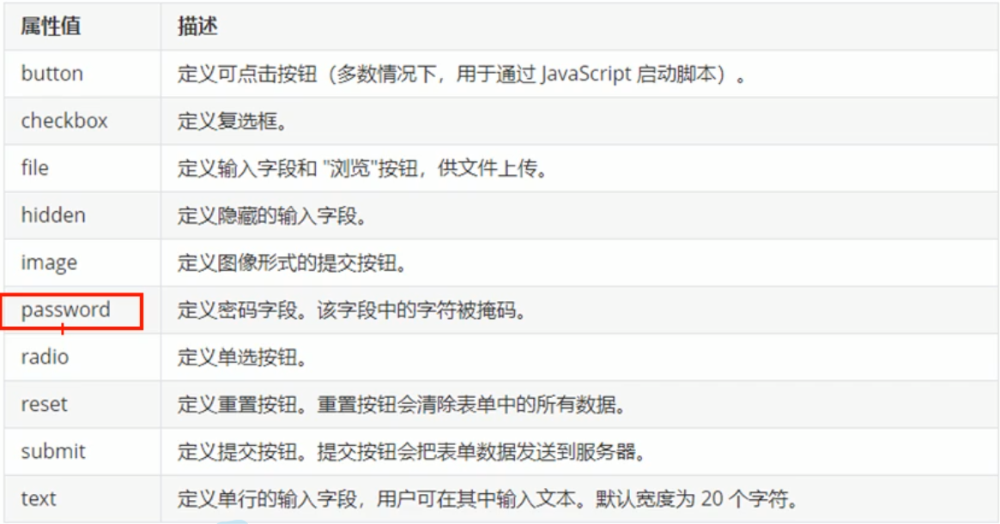 属性值 描述
button 定义可点击按钮（多数情况下，用于通过 JavaScript 启动脚本）。
checkbox 定义复选框。
file 定义输入字段和 "浏览"按钮，供文件上传。
hidden 定义隐藏的输入字段。
image 定义图像形式的提交按钮。
password 定义密码字段。该字段中的字符被掩码。
radio 定义单选按钮。
reset 定义重置按钮。重置按钮会清除表单中的所有数据。
submit 定义提交按钮。提交按钮会把表单数据发送到服务器。
text 定义单行的输入字段，用户可在其中输入文本。默认宽度为 20 个字符。